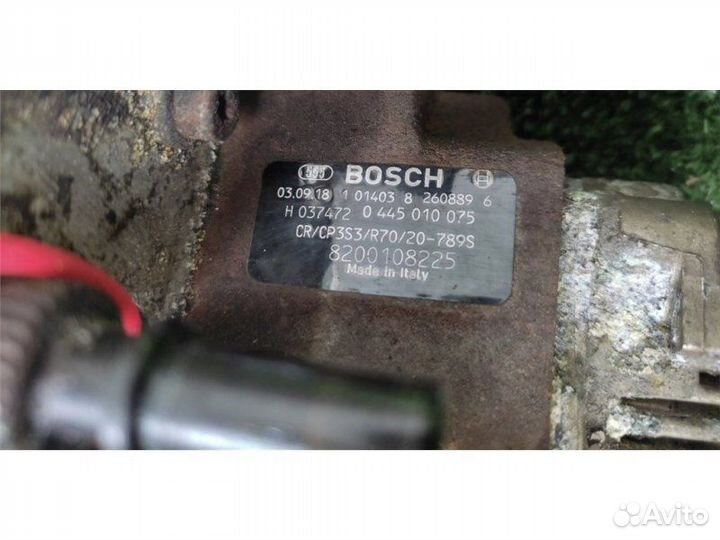 583 BOSCH
03.09.18 1 01403 8 260889 6
H 037472 0 445 010 075
CR/CP3S3/R70/20-789S
8200108225
Made in Italy
Avito